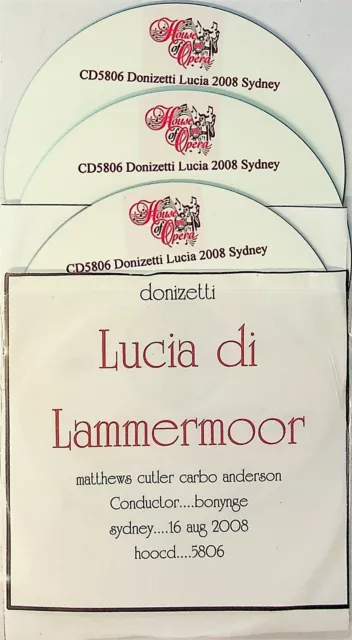 House
of Opera
CD5806 Donizetti Lucia 2008 Sydney
House
of Opera
CD5806 Donizetti Lucia 2008 Sydney
House
of Opera
CD5806 Donizetti Lucia 2008 Sydney
donizetti
Lucia di
Lammermoor
matthews cutler carbo anderson
Conductor....bonynge
sydney....16 aug 2008
hoocd....5806